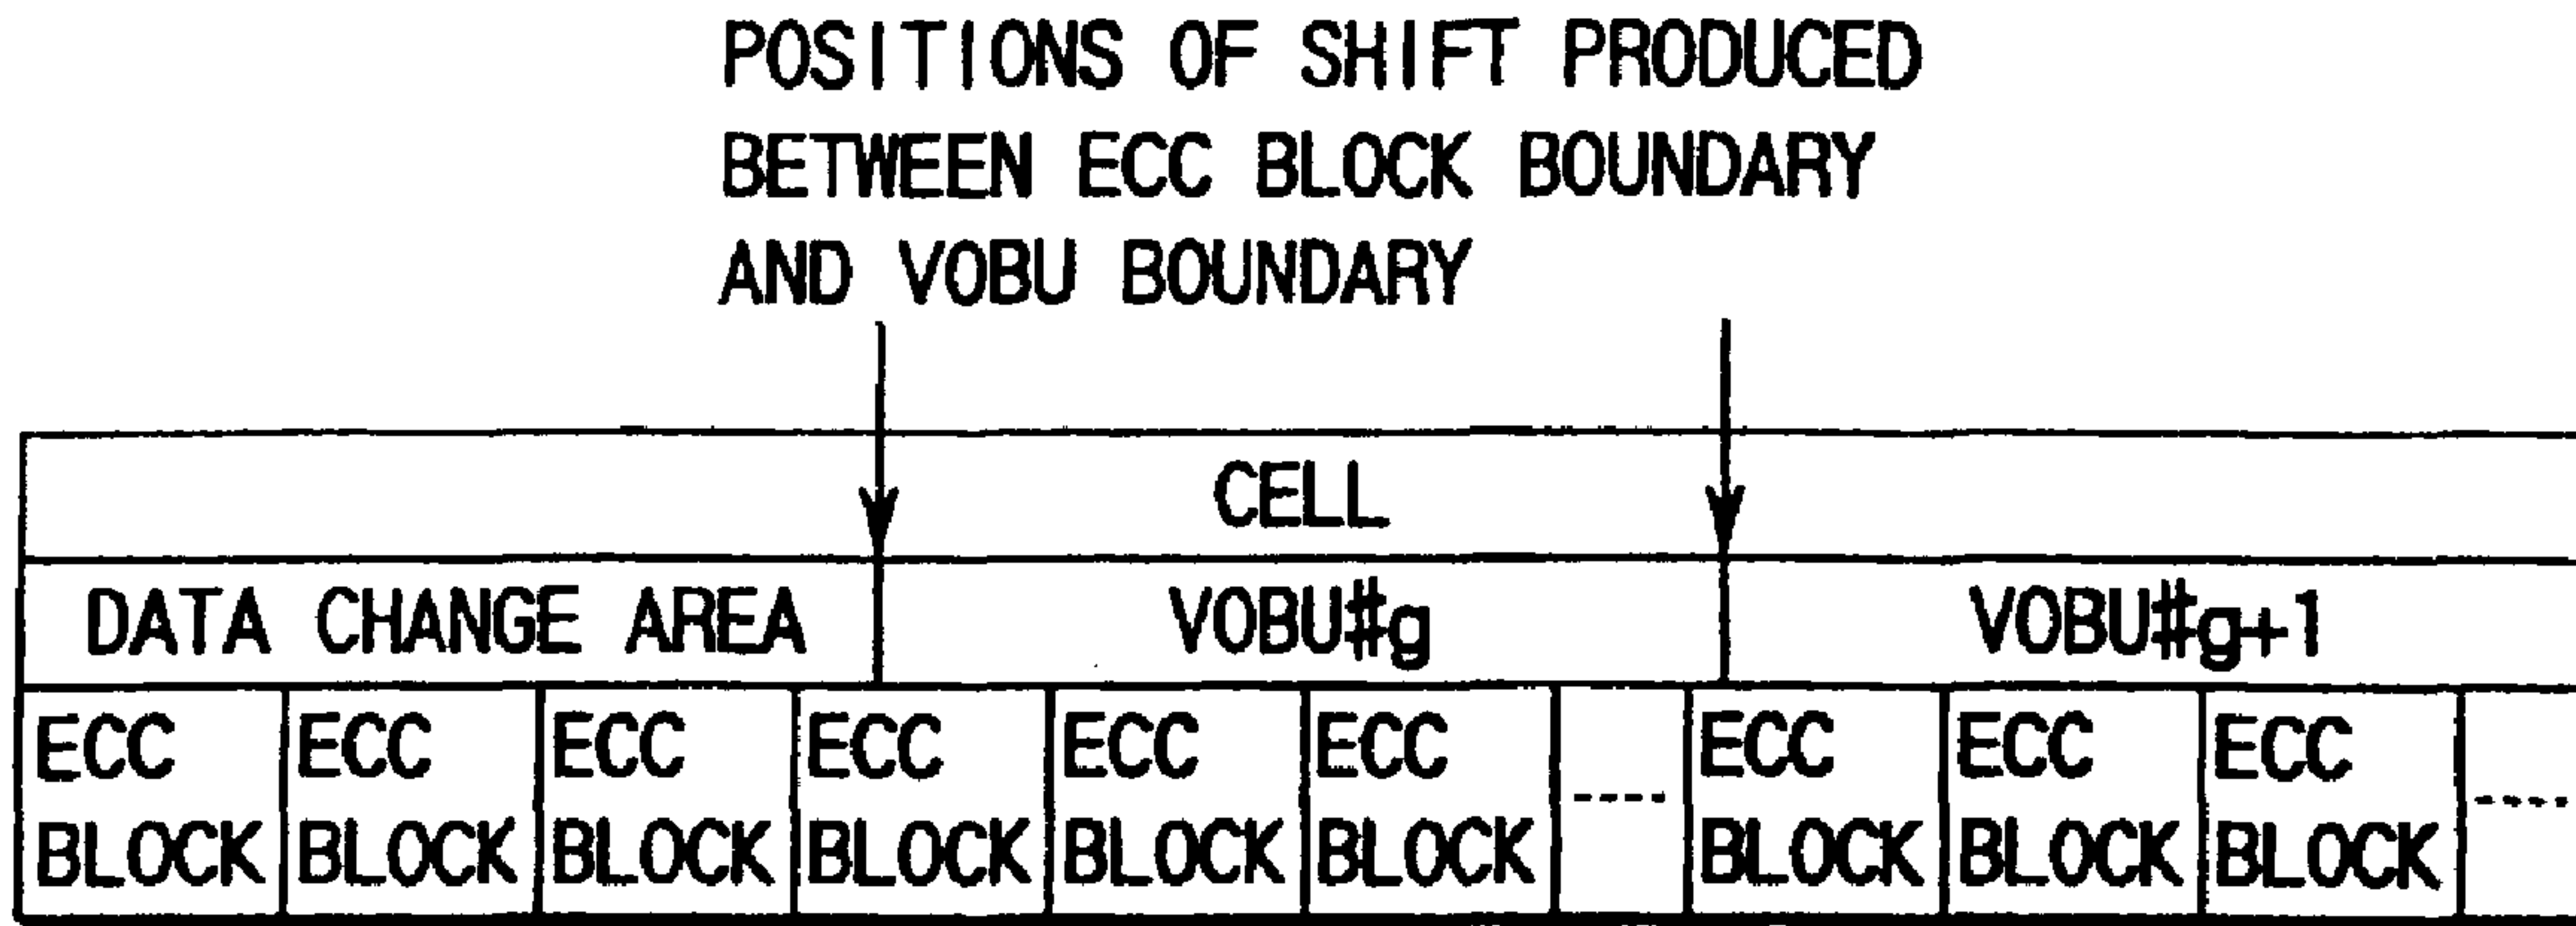 POSITIONS OF SHIFT PRODUCED
BETWEEN ECC BLOCK BOUNDARY
AND VOBU BOUNDARY
CELL
DATA CHANGE AREA VOBU#g VOBU#g+1
ECC ECC ECC ECC ECC ECC ---- ECC ECC ECC ----
BLOCK BLOCK BLOCK BLOCK BLOCK BLOCK BLOCK BLOCK BLOCK